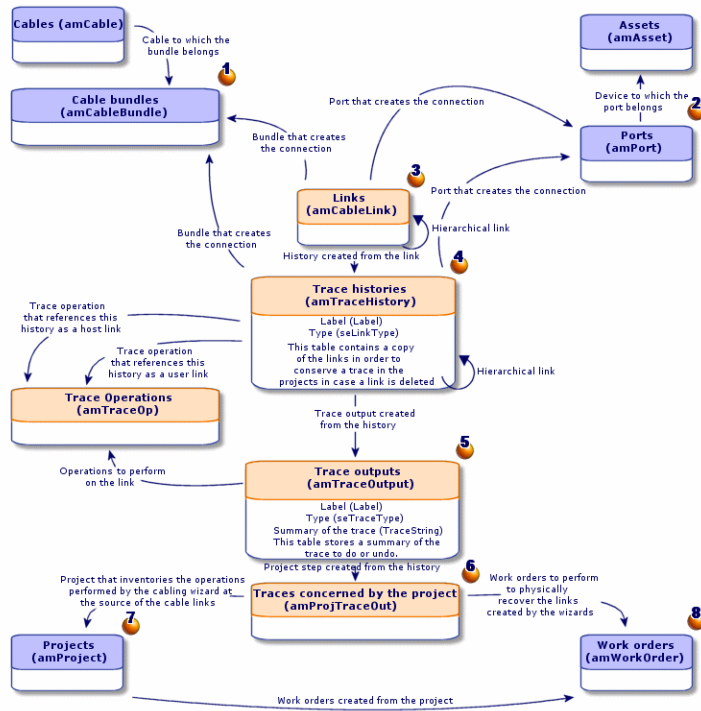 Cables (amCable)
Cable to which the
bundle belongs
1
Cable bundles
(amCableBundle)
Assets
(amAsset)
Device to which the
port belongs
2
Ports
(amPort)
Port that creates the connection
Bundle that creates
the connection
3
Links
(amCableLink)
Hierarchical link
Port that creates the connection
Bundle that creates
the connection
History created from the link
4
Trace histories
(amTraceHistory)
Label (Label)
Type (seLinkType)
This table contains a copy
of the links in order to
conserve a trace in the
projects in case a link is deleted
Hierarchical link
Trace operation
that references this
history as a host link
Trace operation
that references this
history as a user link
Trace Operations
(amTraceOp)
Trace output created
from the history
5
Trace outputs
(amTraceOutput)
Label (Label)
Type (seTraceType)
Summary of the trace (TraceString)
This table stores a summary of the
trace to do or undo.
Operations to perform
on the link
Project step created from the history
6
Traces concerned by the project
(amProjTraceOut)
Project that inventories the operations
performed by the cabling wizard at
the source of the cable links
Work orders to perform
to physically
recover the links
created by the wizards
7
Projects
(amProject)
8
Work orders
(amWorkOrder)
Work orders created from the project